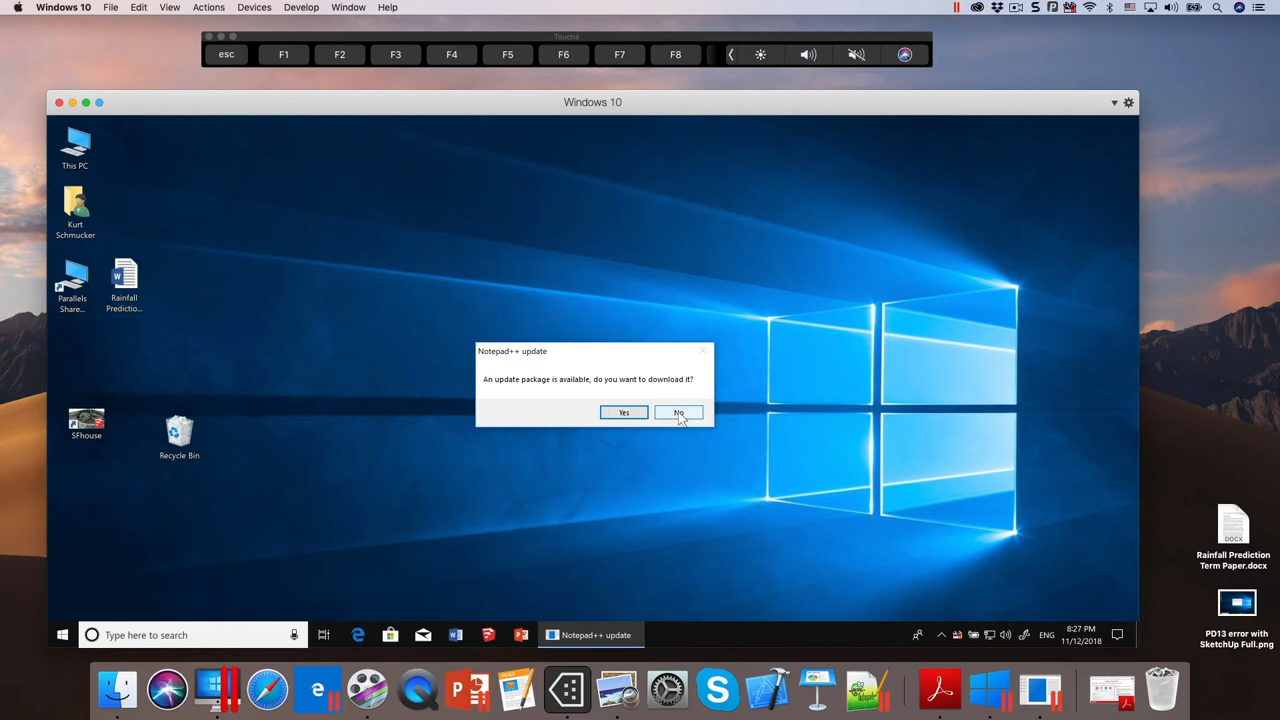 Windows 10 File Edit View Actions Devices Develop Window Help
Touché
esc F1 F2 F3 F4 F5 F6 F7 F8
Windows 10
This PC
Kurt
Schmucker
Parallels
Share...
Rainfall
Predictio...
Notepad++ update
An update package is available, do you want to download it?
Yes No
SFhouse
Recycle Bin
DOCX
Rainfall Prediction
Term Paper.docx
PD13 error with
SketchUp Full.png
Type here to search
Notepad++ update
ENG
8:27 PM
11/12/2018